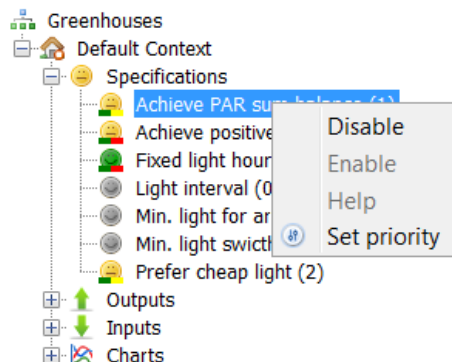 Greenhouses
Default Context
Specifications
Achieve PAR sum balance (1)
Achieve positive
Fixed light hour
Light interval (0
Min. light for ar
Min. light swicth
Prefer cheap light (2)
Outputs
Inputs
Charts
Disable
Enable
Help
Set priority